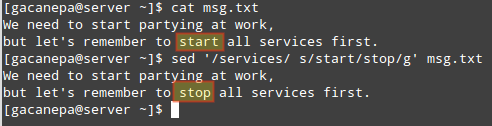 [gacanepa@server ~]$ cat msg.txt
We need to start partying at work,
but let's remember to start all services first.
[gacanepa@server ~]$ sed '/services/ s/start/stop/g' msg.txt
We need to start partying at work,
but let's remember to stop all services first.
[gacanepa@server ~]$